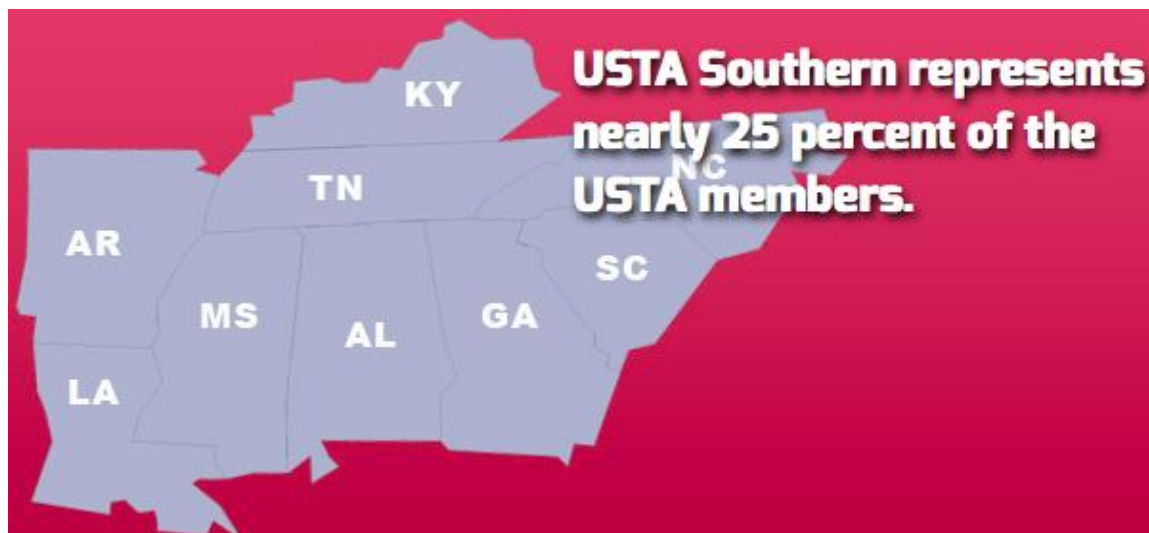 USTA Southern represents
nearly 25 percent of the
USTA members.
KY
TN
NC
AR
SC
MS
AL
GA
LA